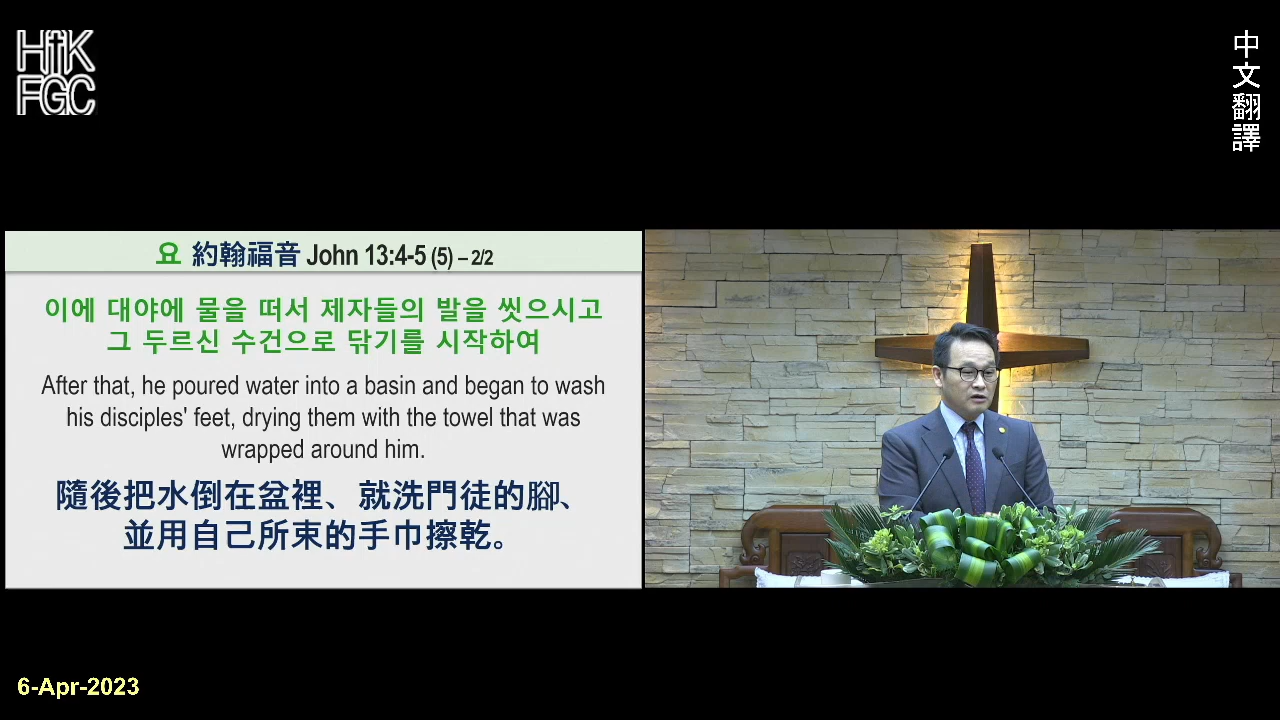 HfK
FGC
中文翻譯
요 約翰福音 John 13:4-5 (5) – 2/2
이에 대야에 물을 떠서 제자들의 발을 씻으시고
그 두르신 수건으로 닦기를 시작하여
After that, he poured water into a basin and began to wash
his disciples' feet, drying them with the towel that was
wrapped around him.
隨後把水倒在盆裡、就洗門徒的腳、
並用自己所束的手巾擦乾。
6-Apr-2023